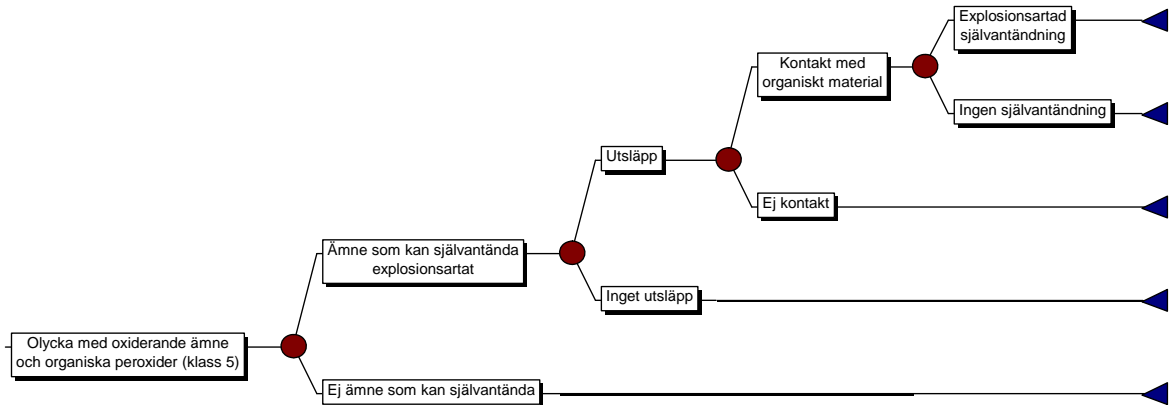 Explosionsartad
självantändning
Kontakt med
organiskt material
Ingen självantändning
Utsläpp
Ej kontakt
Ämne som kan självantända
explosionsartat
Inget utsläpp
Olycka med oxiderande ämne
och organiska peroxider (klass 5)
Ej ämne som kan självantända